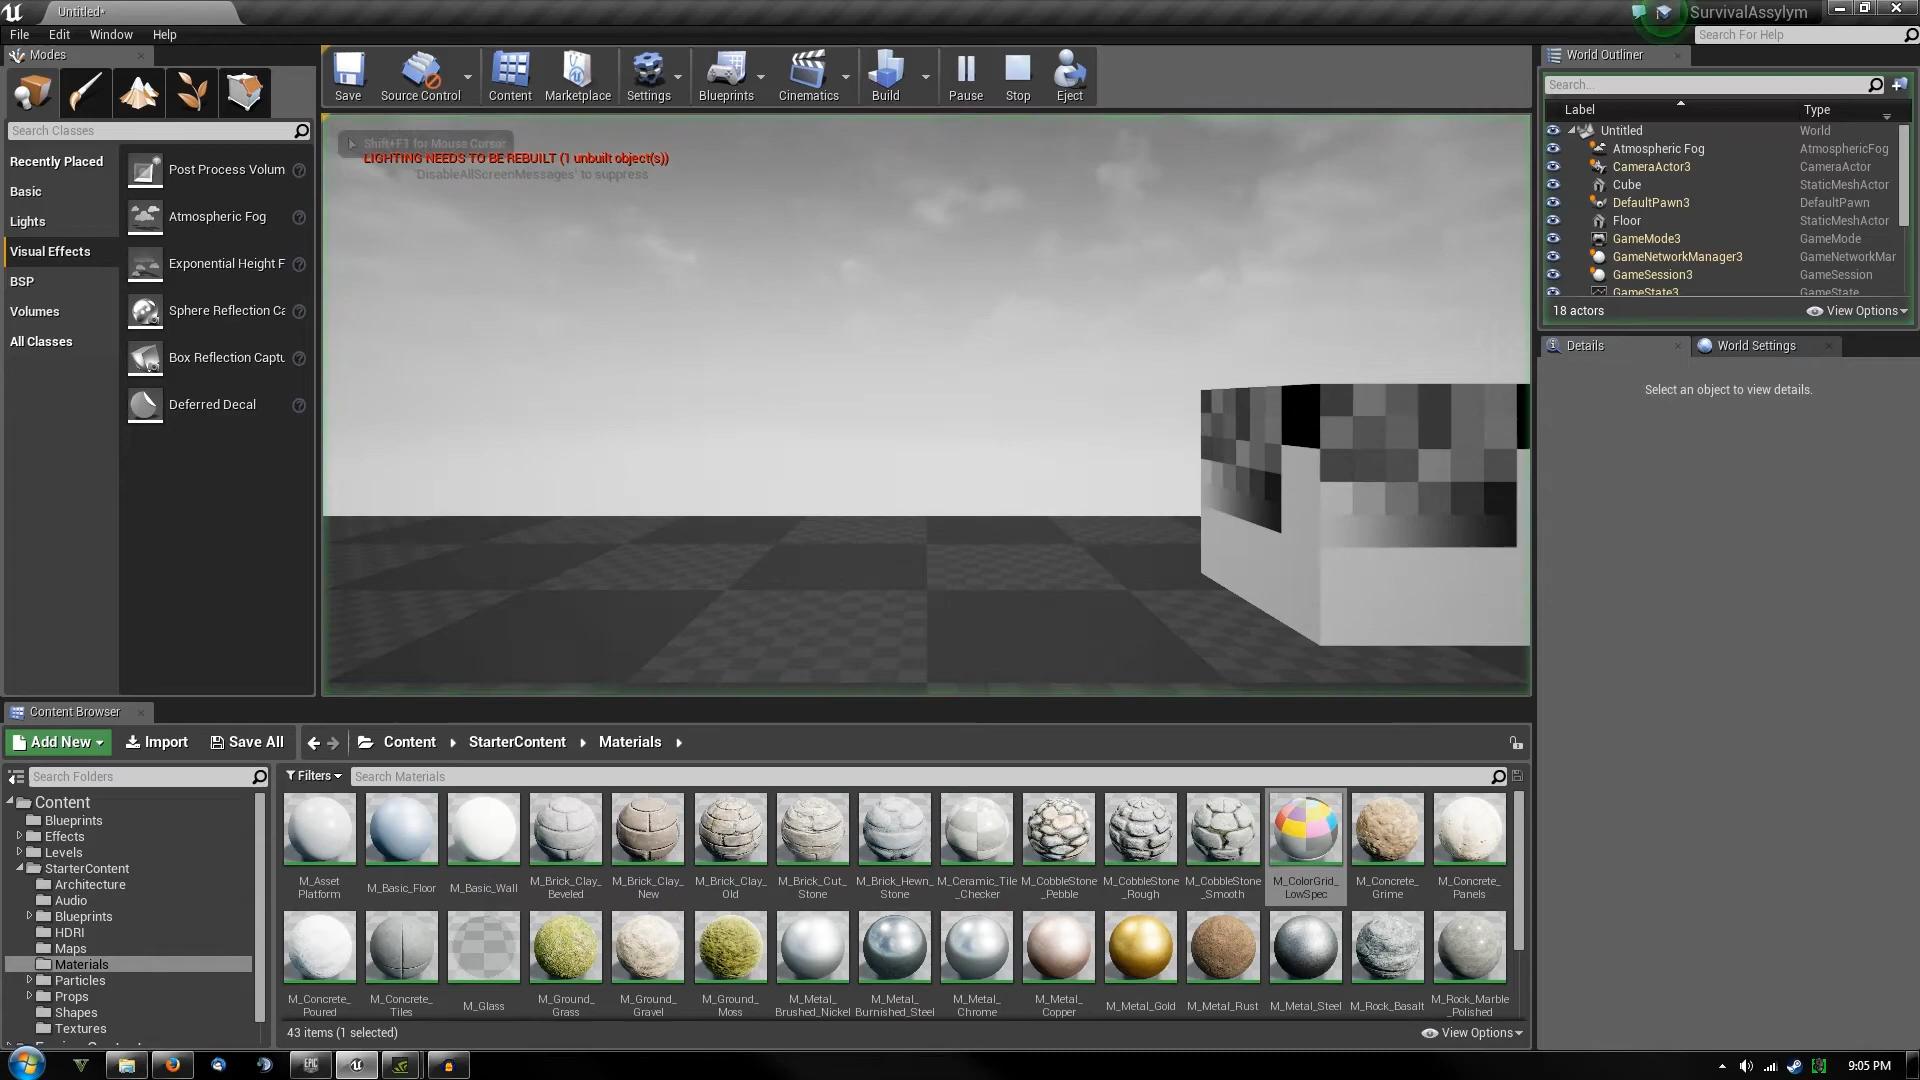 Untitled*
SurvivalAssylym
File Edit Window Help
Search For Help
Modes
Save
Source Control
Content
Marketplace
Settings
Blueprints
Cinematics
Build
Pause
Stop
Eject
Search Classes
Recently Placed
Basic
Lights
Visual Effects
BSP
Volumes
All Classes
Post Process Volum
Atmospheric Fog
Exponential Height F
Sphere Reflection Ca
Box Reflection Captu
Deferred Decal
Shift+F1 for Mouse Cursor
LIGHTING NEEDS TO BE REBUILT (1 unbuilt object(s))
'DisableAllScreenMessages' to suppress
World Outliner
Search...
Label Type
Untitled World
Atmospheric Fog AtmosphericFog
CameraActor3 CameraActor
Cube StaticMeshActor
DefaultPawn3 DefaultPawn
Floor StaticMeshActor
GameMode3 GameMode
GameNetworkManager3 GameNetworkMar
GameSession3 GameSession
GameState3 GameState
18 actors
View Options
Details
World Settings
Select an object to view details.
Content Browser
Add New
Import
Save All
Content StarterContent Materials
Search Folders
Filters
Search Materials
Content
Blueprints
Effects
Levels
StarterContent
Architecture
Audio
Blueprints
HDRI
Maps
Materials
Particles
Props
Shapes
Textures
M_Asset
Platform
M_Basic_Floor
M_Basic_Wall
M_Brick_Clay_
Beveled
M_Brick_Clay_
New
M_Brick_Clay_
Old
M_Brick_Cut_
Stone
M_Brick_Hewn_
Stone
M_Ceramic_Tile
_Checker
M_CobbleStone
_Pebble
M_CobbleStone
_Rough
M_CobbleStone
_Smooth
M_ColorGrid_
LowSpec
M_Concrete_
Grime
M_Concrete_
Panels
M_Concrete_
Poured
M_Concrete_
Tiles
M_Glass
M_Ground_
Grass
M_Ground_
Gravel
M_Ground_
Moss
M_Metal_
Brushed_Nickel
M_Metal_
Burnished_Steel
M_Metal_
Chrome
M_Metal_
Copper
M_Metal_Gold
M_Metal_Rust
M_Metal_Steel
M_Rock_Basalt
M_Rock_Marble
_Polished
43 items (1 selected)
View Options
EPIC
9:05 PM